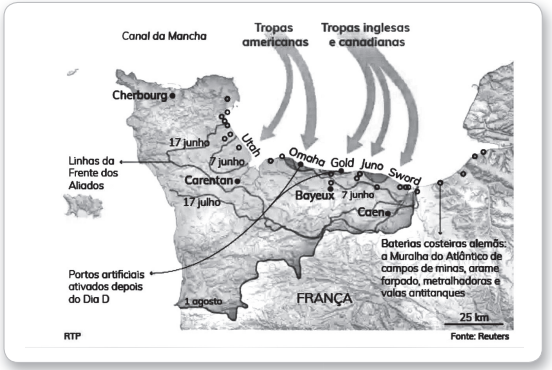 Canal da Mancha
Tropas
americanas
Tropas inglesas
e canadianas
Cherbourg
17 junho
Utah
7 junho
Omaha
Gold
Juno
Sword
Linhas da
Frente dos
Aliados
Carentan
Bayeux
7 junho
17 julho
Caen
Portos artificiais
ativados depois
do Dia D
Baterias costeiras alemãs:
a Muralha do Atlântico de
campos de minas, arame
farpado, metralhadoras e
valas antitanques
1 agosto
FRANÇA
25 km
RTP
Fonte: Reuters